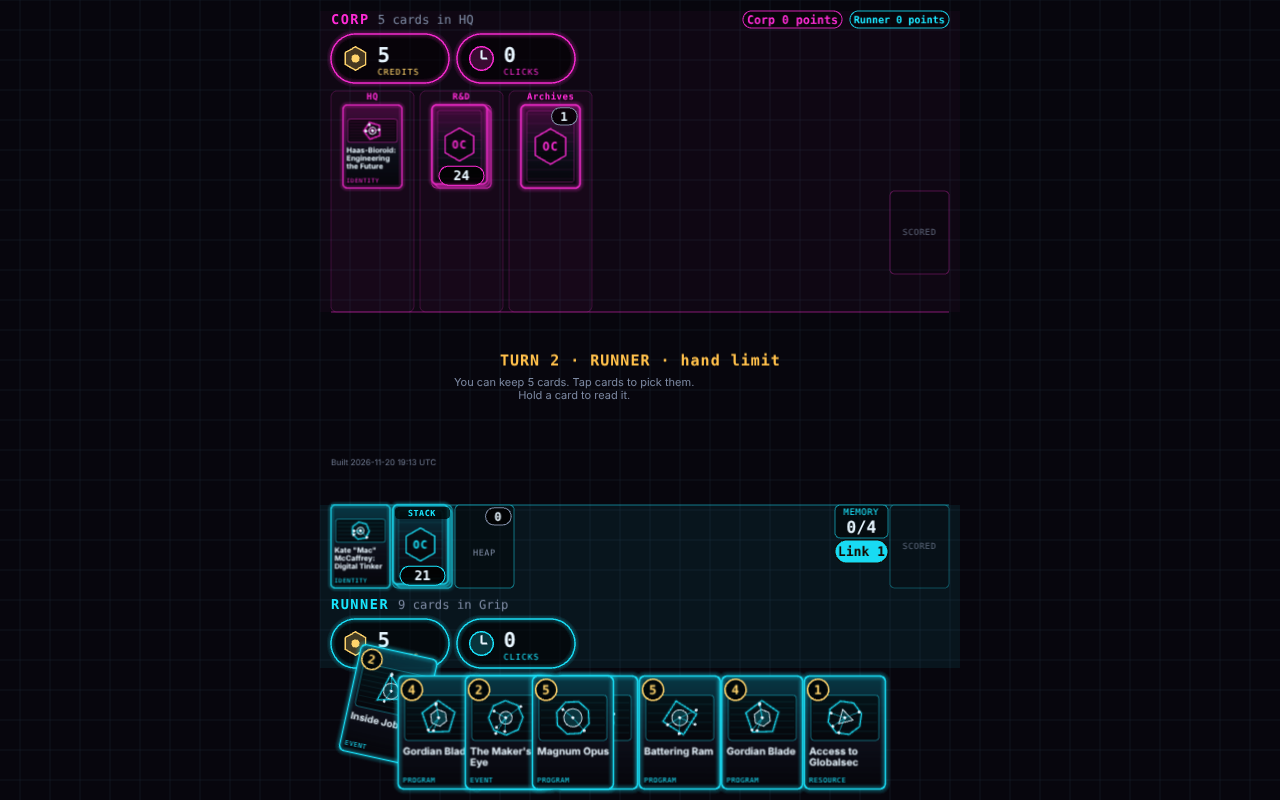 CORP 5 cards in HQ
Corp 0 points
Runner 0 points
5
CREDITS
0
CLICKS
HQ
R&D
Archives
Haas-Bioroid:
Engineering
the Future
IDENTITY
OC
24
1
OC
SCORED
TURN 2 · RUNNER · hand limit
You can keep 5 cards. Tap cards to pick them.
Hold a card to read it.
Built 2026-11-20 19:13 UTC
Kate "Mac"
McCaffrey:
Digital Tinker
IDENTITY
STACK
OC
21
0
HEAP
MEMORY
0/4
Link 1
SCORED
RUNNER 9 cards in Grip
5
0
CLICKS
2
Inside Job
EVENT
4
Gordian Blad
PROGRAM
2
The Maker's
Eye
EVENT
5
Magnum Opus
PROGRAM
5
Battering Ram
PROGRAM
4
Gordian Blade
PROGRAM
1
Access to
Globalsec
RESOURCE